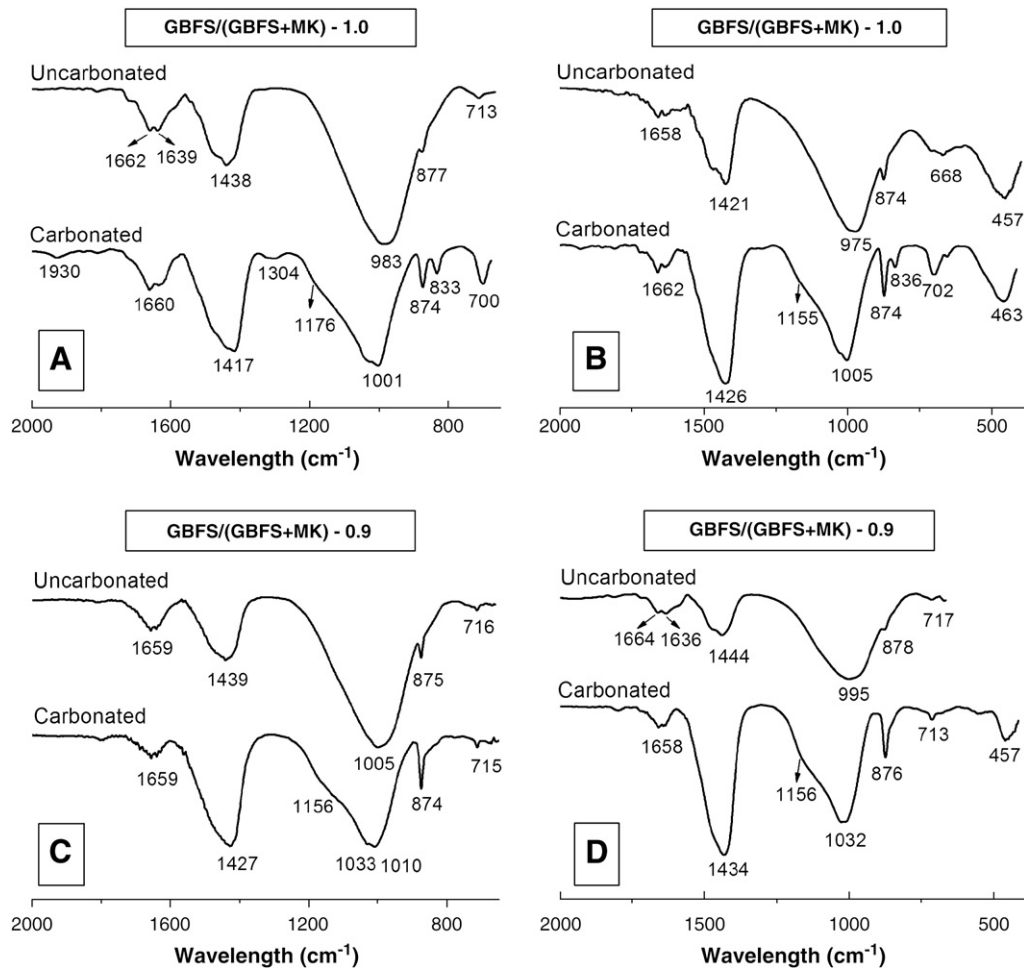 GBFS/(GBFS+MK) - 1.0
Uncarbonated
1662
1639
1438
877
713
983
Carbonated
1930
1660
1304
1176
874
833
700
1417
1001
A
2000 1600 1200 800
Wavelength (cm⁻¹)
GBFS/(GBFS+MK) - 1.0
Uncarbonated
1658
1421
874
668
457
975
Carbonated
1662
1155
874
836
702
463
1426
1005
B
2000 1500 1000 500
Wavelength (cm⁻¹)
GBFS/(GBFS+MK) - 0.9
Uncarbonated
1659
1439
875
716
1005
Carbonated
1659
1156
874
715
1427
1033
1010
C
2000 1600 1200 800
Wavelength (cm⁻¹)
GBFS/(GBFS+MK) - 0.9
Uncarbonated
1664
1636
1444
878
717
995
Carbonated
1658
1156
876
713
457
1434
1032
D
2000 1500 1000 500
Wavelength (cm⁻¹)